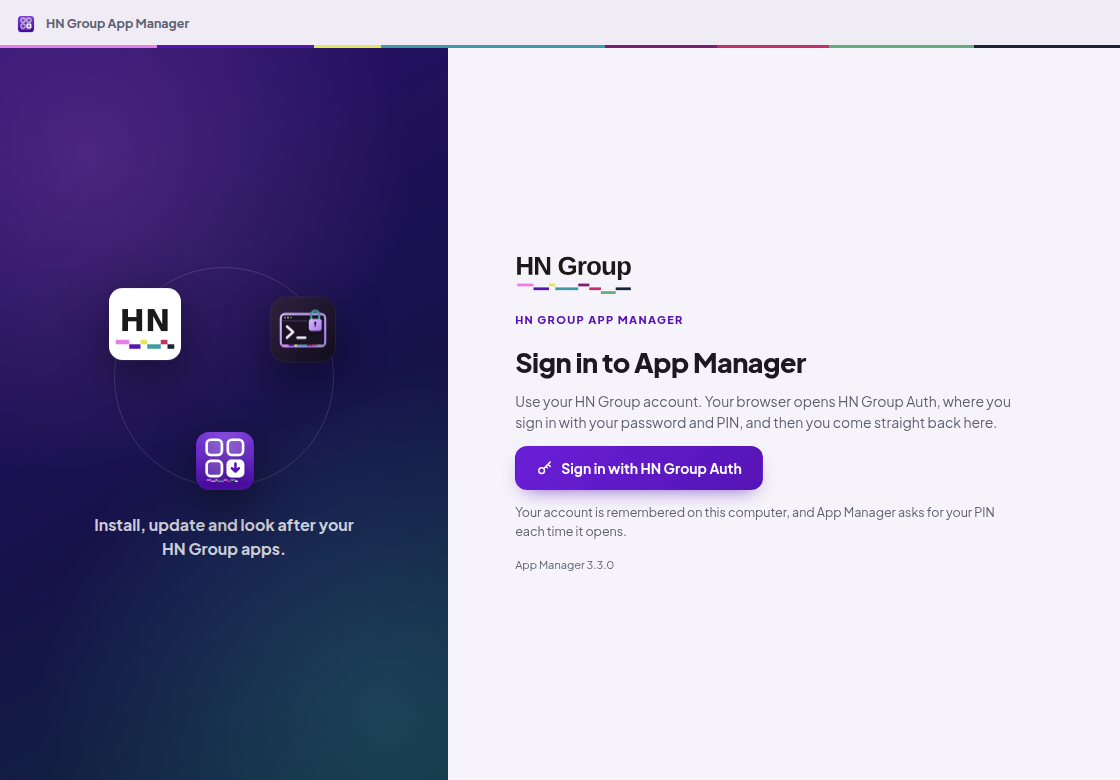 HN Group App Manager
HN
Install, update and look after your
HN Group apps.
HN Group
HN GROUP APP MANAGER
Sign in to App Manager
Use your HN Group account. Your browser opens HN Group Auth, where you
sign in with your password and PIN, and then you come straight back here.
Sign in with HN Group Auth
Your account is remembered on this computer, and App Manager asks for your PIN
each time it opens.
App Manager 3.3.0